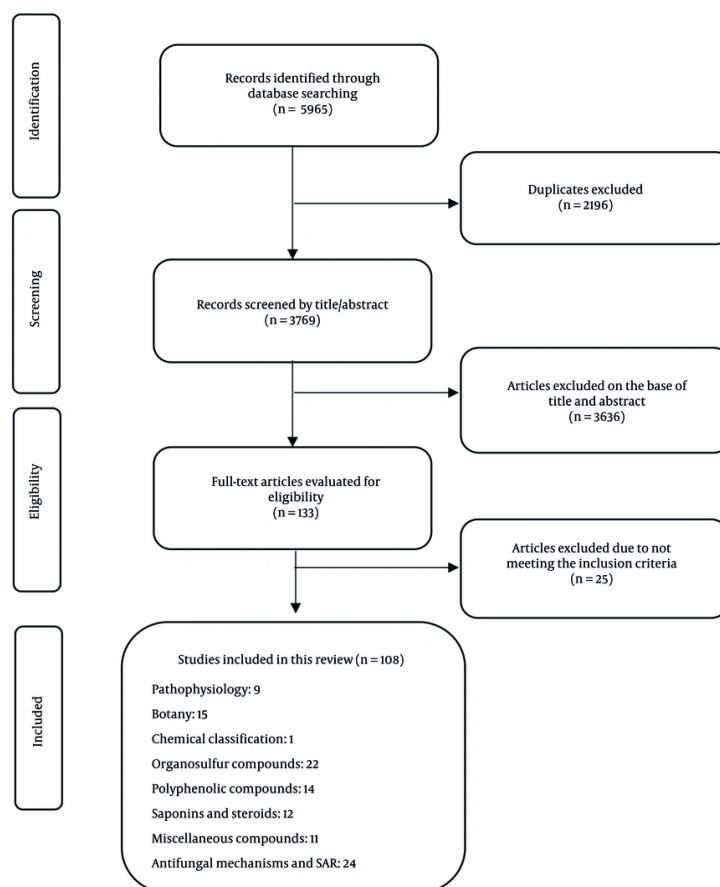 Identification
Records identified through
database searching
(n = 5965)
Duplicates excluded
(n = 2196)
Screening
Records screened by title/abstract
(n = 3769)
Articles excluded on the base of
title and abstract
(n = 3636)
Eligibility
Full-text articles evaluated for
eligibility
(n = 133)
Articles excluded due to not
meeting the inclusion criteria
(n = 25)
Included
Studies included in this review (n = 108)
Pathophysiology: 9
Botany: 15
Chemical classification: 1
Organosulfur compounds: 22
Polyphenolic compounds: 14
Saponins and steroids: 12
Miscellaneous compounds: 11
Antifungal mechanisms and SAR: 24